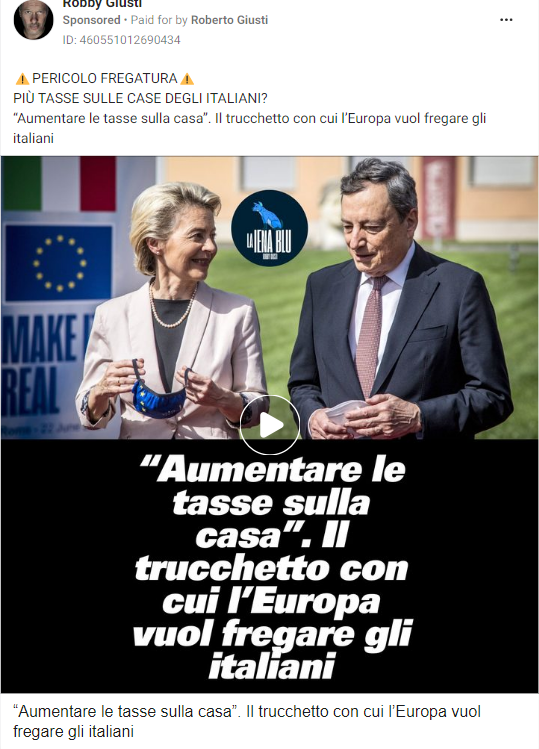 Robby Giusti
Sponsored • Paid for by Roberto Giusti
ID: 460551012690434
⚠️PERICOLO FREGATURA⚠️
PIÙ TASSE SULLE CASE DEGLI ITALIANI?
“Aumentare le tasse sulla casa”. Il trucchetto con cui l’Europa vuol fregare gli
italiani
LA IENA BLU
ROBY GIUSTI
MAKE I
REAL
“Aumentare le
tasse sulla
casa”. Il
trucchetto con
cui l’Europa
vuol fregare gli
italiani
“Aumentare le tasse sulla casa”. Il trucchetto con cui l’Europa vuol
fregare gli italiani